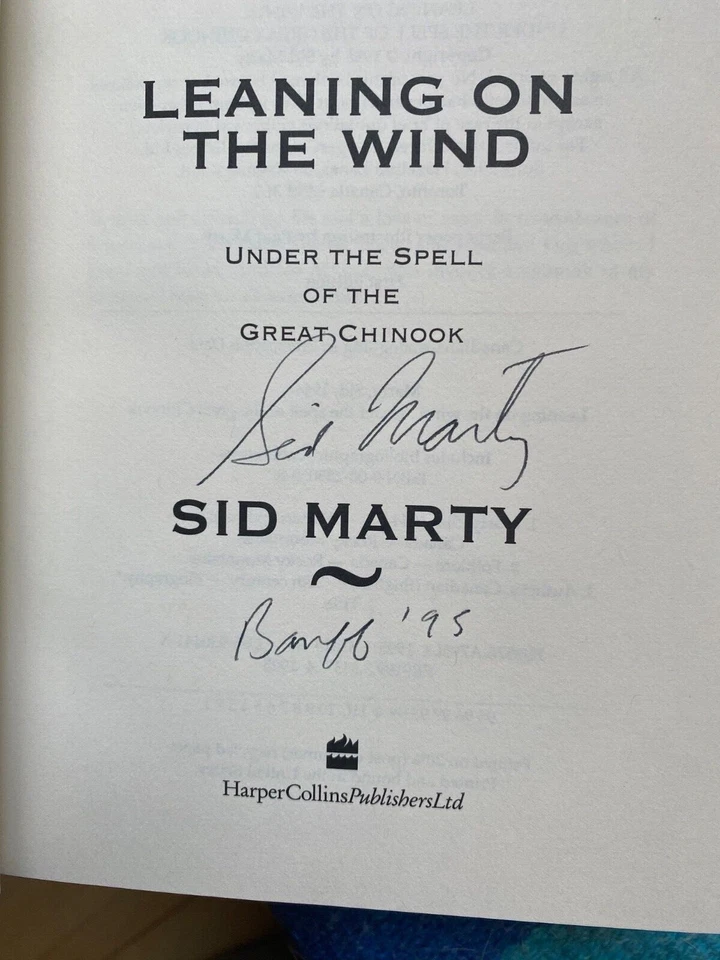 LEANING ON
THE WIND
UNDER THE SPELL
OF THE
GREAT CHINOOK
Sid Marty
SID MARTY
Banff '95
HarperCollinsPublishersLtd